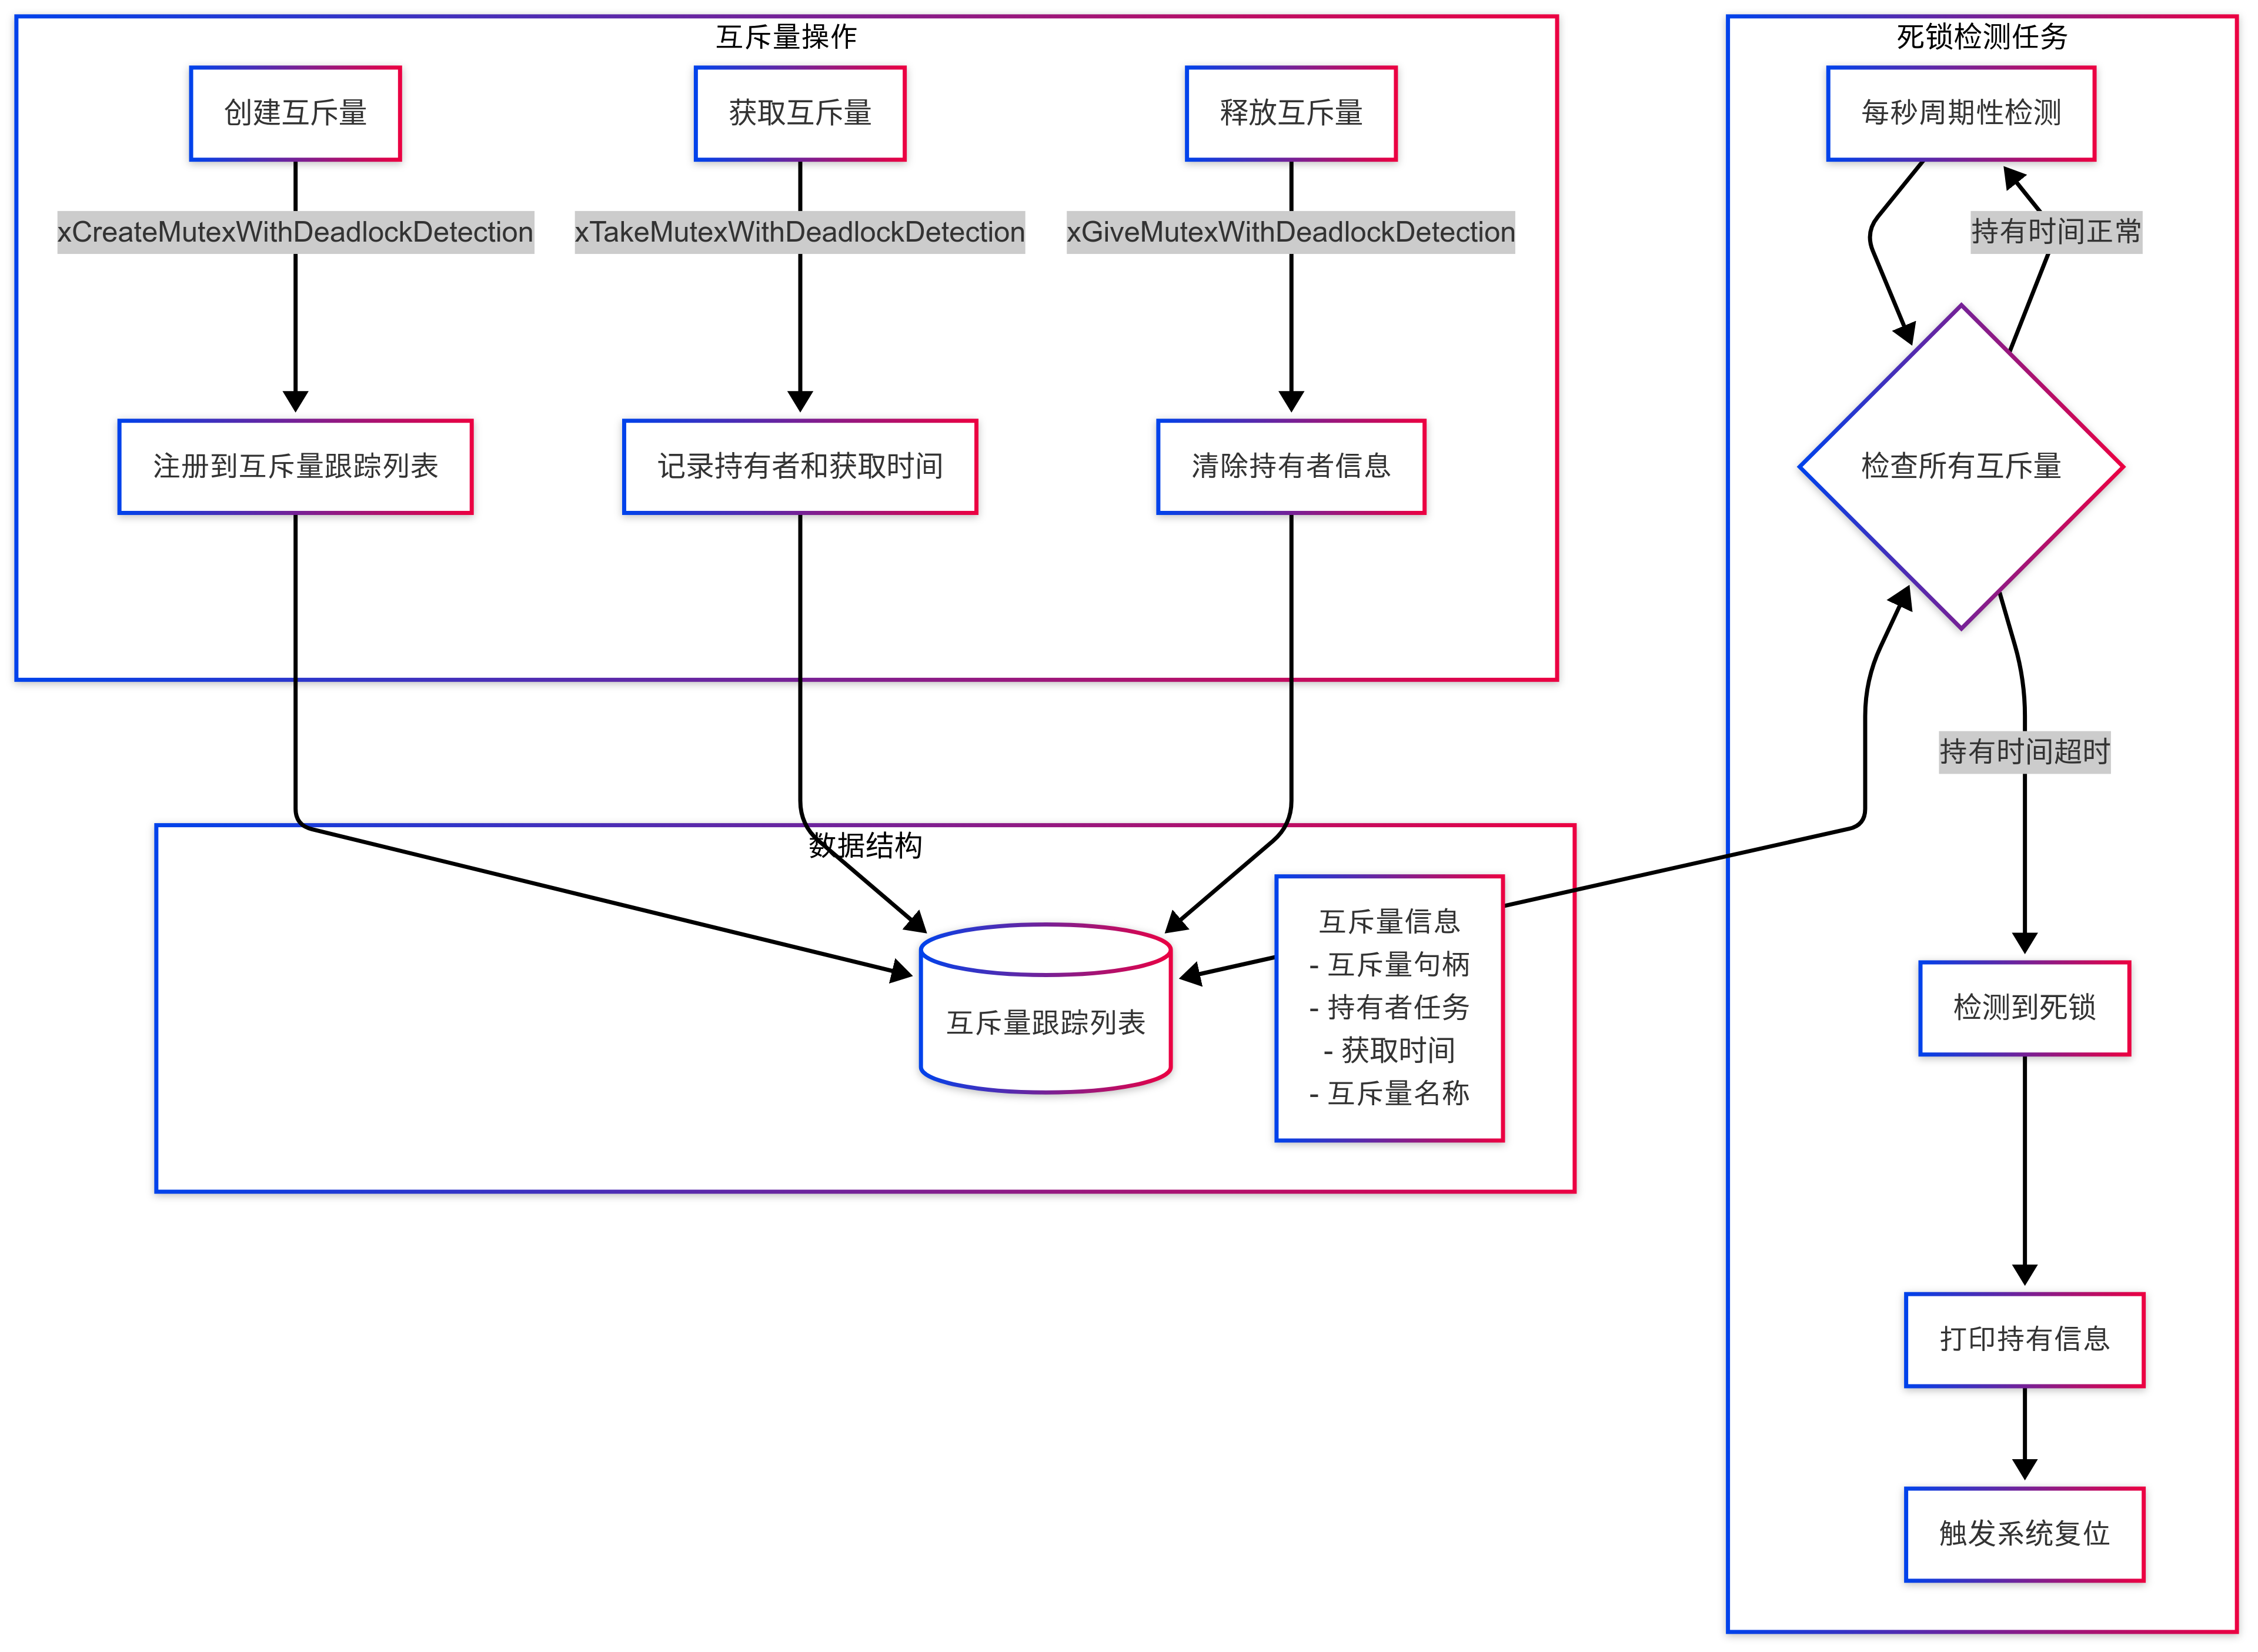 互斥量操作
创建互斥量
获取互斥量
释放互斥量
xCreateMutexWithDeadlockDetection
xTakeMutexWithDeadlockDetection
xGiveMutexWithDeadlockDetection
注册到互斥量跟踪列表
记录持有者和获取时间
清除持有者信息
数据结构
互斥量跟踪列表
互斥量信息
- 互斥量句柄
- 持有者任务
- 获取时间
- 互斥量名称
死锁检测任务
每秒周期性检测
持有时间正常
检查所有互斥量
持有时间超时
检测到死锁
打印持有信息
触发系统复位